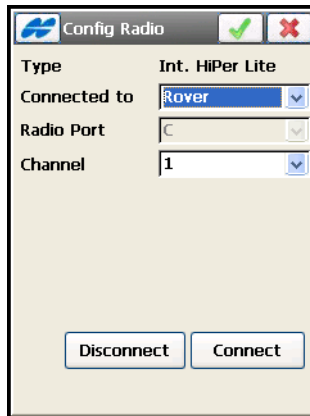 Config Radio
Type Int. HiPer Lite
Connected to Rover
Radio Port C
Channel 1
Disconnect Connect